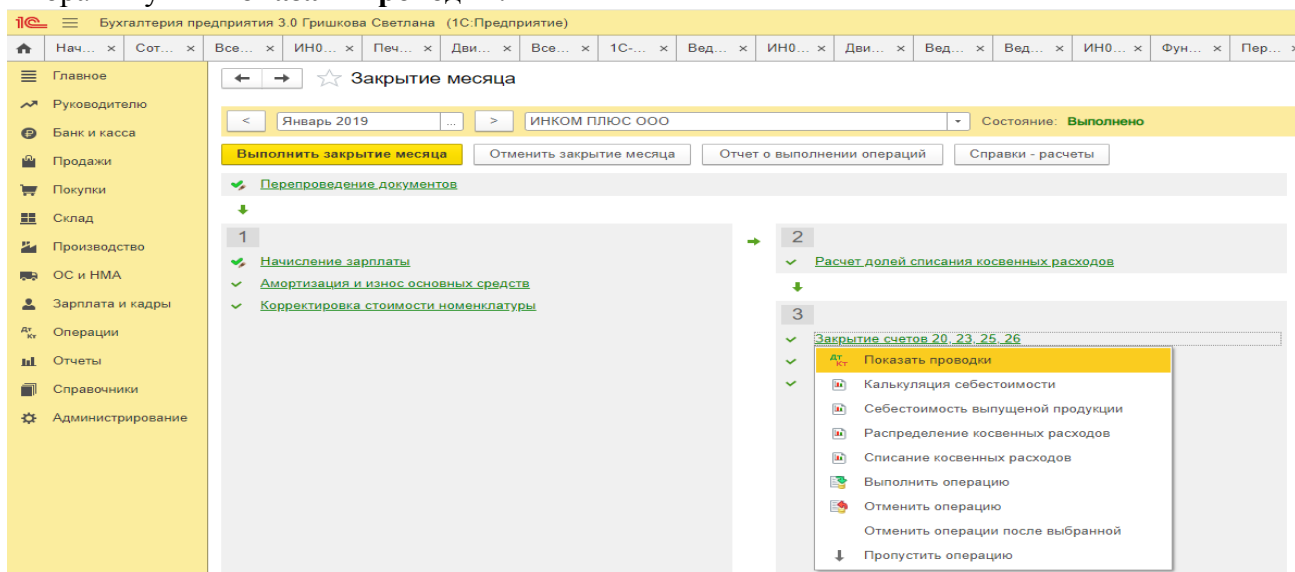 1С Бухгалтерия предприятия 3.0 Гришкова Светлана (1С:Предприятие)
Нач... × Сот... × Все... × ИН0... × Печ... × Дви... × Все... × 1С-... × Вед... × ИН0... × Дви... × Вед... × Вед... × ИН0... × Фун... × Пер...
Главное
Руководителю
Банк и касса
Продажи
Покупки
Склад
Производство
ОС и НМА
Зарплата и кадры
Операции
Отчеты
Справочники
Администрирование
Закрытие месяца
< Январь 2019 ... > ИНКОМ ПЛЮС ООО Состояние: Выполнено
Выполнить закрытие месяца Отменить закрытие месяца Отчет о выполнении операций Справки - расчеты
Перепроведение документов
1
Начисление зарплаты
Амортизация и износ основных средств
Корректировка стоимости номенклатуры
2
Расчет долей списания косвенных расходов
3
Закрытие счетов 20, 23, 25, 26
Дт Кт Показать проводки
Калькуляция себестоимости
Себестоимость выпущеной продукции
Распределение косвенных расходов
Списание косвенных расходов
Выполнить операцию
Отменить операцию
Отменить операции после выбранной
Пропустить операцию